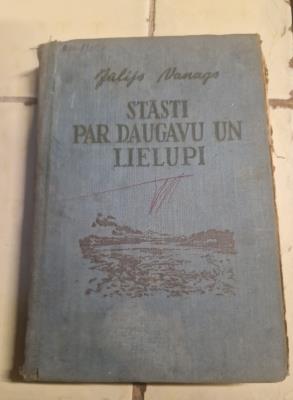 Jūlijs Vanags
STĀSTI
PAR DAUGAVU UN
LIELUPI